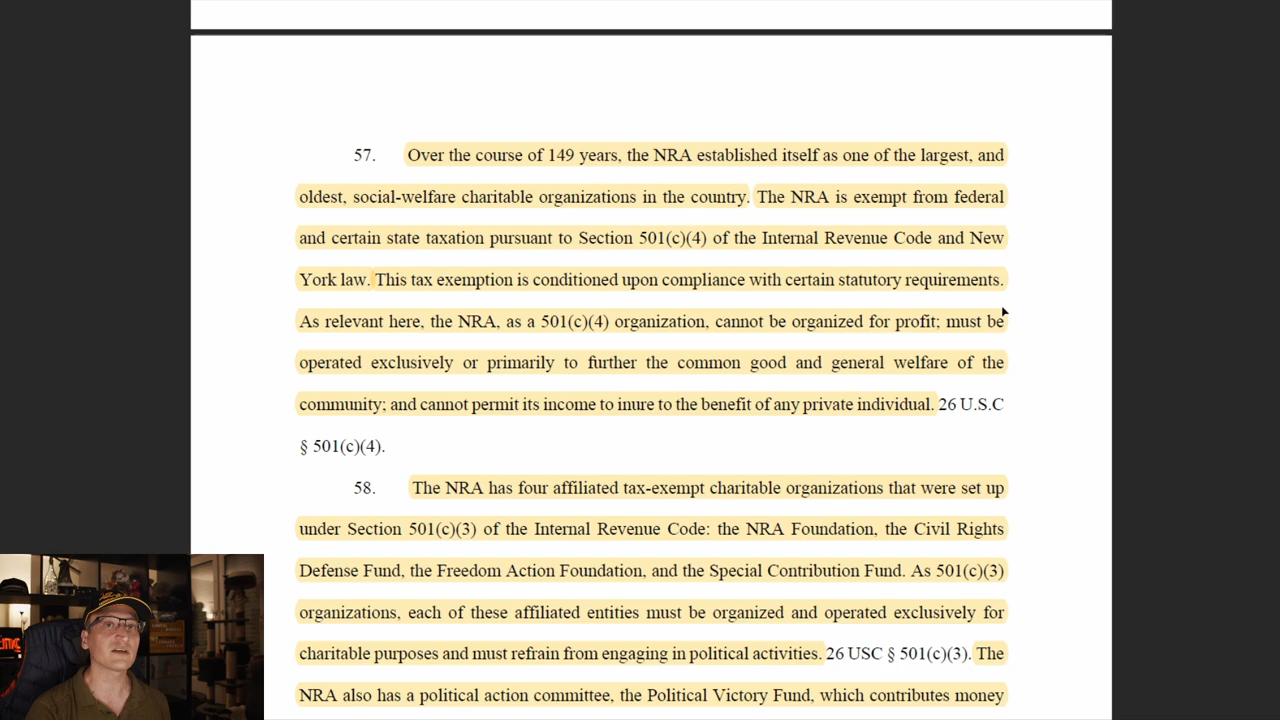 57. Over the course of 149 years, the NRA established itself as one of the largest, and
oldest, social-welfare charitable organizations in the country. The NRA is exempt from federal
and certain state taxation pursuant to Section 501(c)(4) of the Internal Revenue Code and New
York law. This tax exemption is conditioned upon compliance with certain statutory requirements.
As relevant here, the NRA, as a 501(c)(4) organization, cannot be organized for profit; must be
operated exclusively or primarily to further the common good and general welfare of the
community; and cannot permit its income to inure to the benefit of any private individual. 26 U.S.C
§ 501(c)(4).
58. The NRA has four affiliated tax-exempt charitable organizations that were set up
under Section 501(c)(3) of the Internal Revenue Code: the NRA Foundation, the Civil Rights
Defense Fund, the Freedom Action Foundation, and the Special Contribution Fund. As 501(c)(3)
organizations, each of these affiliated entities must be organized and operated exclusively for
charitable purposes and must refrain from engaging in political activities. 26 USC § 501(c)(3). The
NRA also has a political action committee, the Political Victory Fund, which contributes money